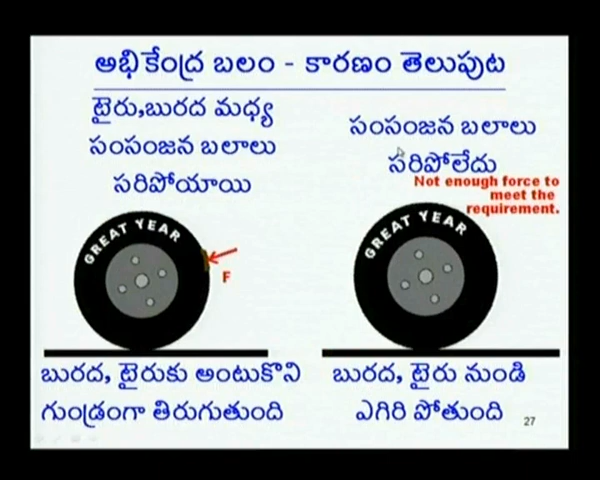 అభికేంద్ర బలం - కారణం తెలుపుట
టైరు,బురద మధ్య
సంసంజన బలాలు
సరిపోయాయి
GREAT YEAR
F
బురద, టైరుకు అంటుకొని
గుండ్రంగా తిరుగుతుంది
సంసంజన బలాలు
సరిపోలేదు
Not enough force to
meet the
requirement.
GREAT YEAR
బురద, టైరు నుండి
ఎగిరి పోతుంది
27